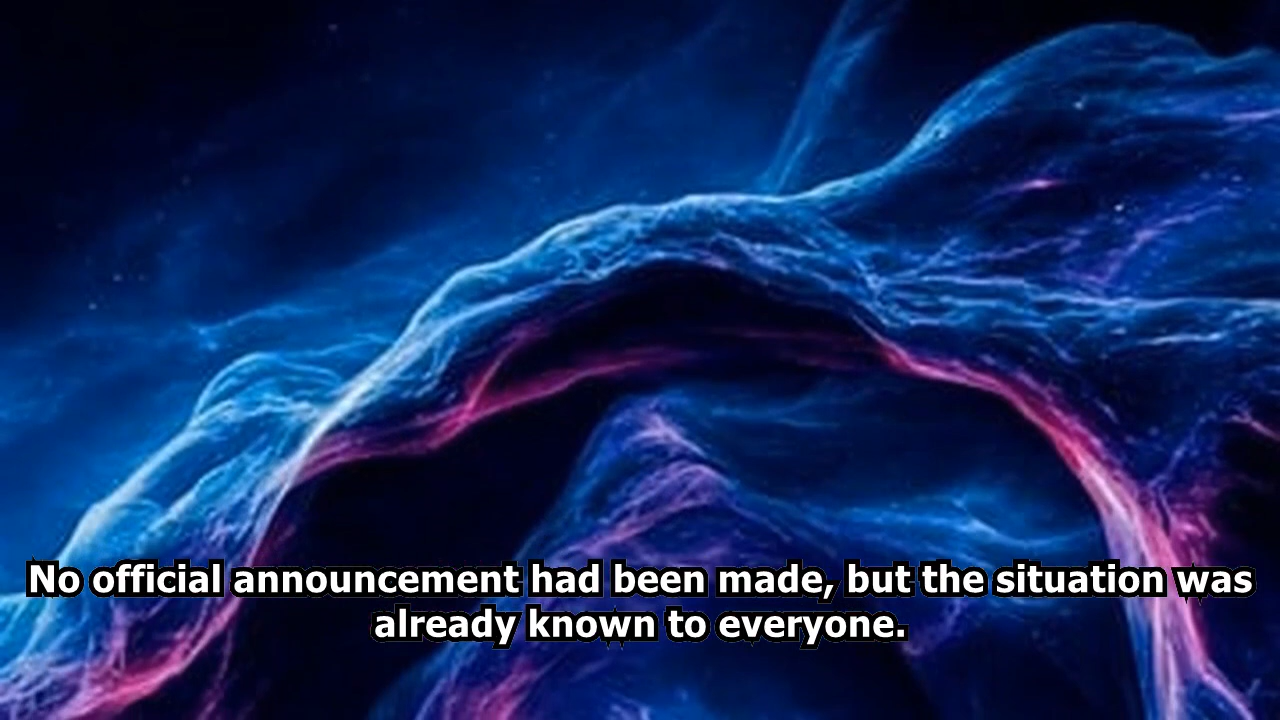 No official announcement had been made, but the situation was
already known to everyone.